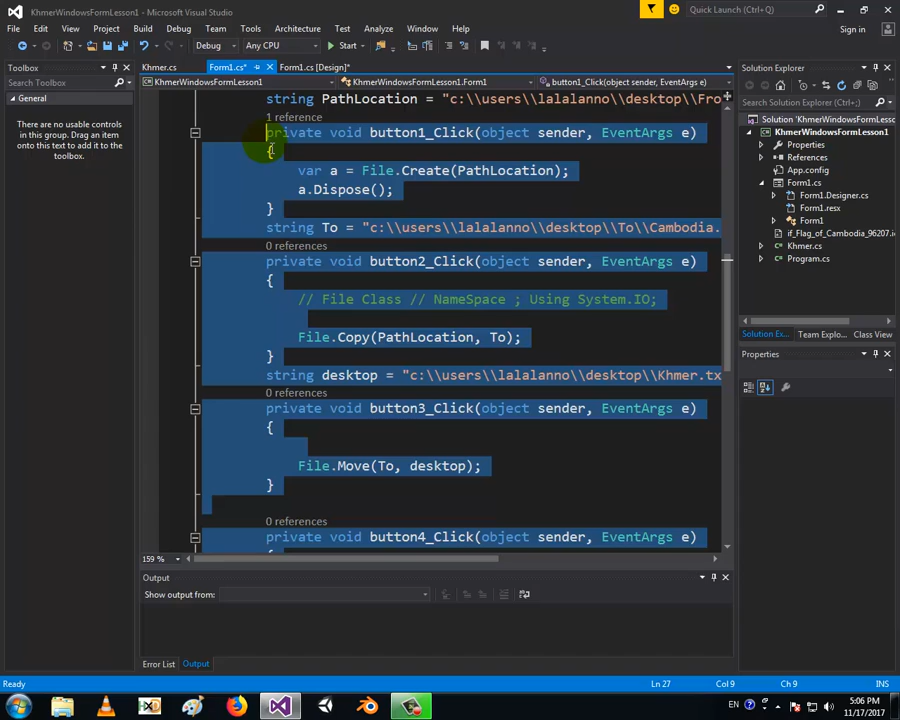 KhmerWindowsFormLesson1 - Microsoft Visual Studio
Quick Launch (Ctrl+Q)
File Edit View Project Build Debug Team Tools Architecture Test Analyze Window Help
Sign in
Debug Any CPU Start
Toolbox
Search Toolbox
General
There are no usable controls
in this group. Drag an item
onto this text to add it to the
toolbox.
Khmer.cs Form1.cs* Form1.cs [Design]*
KhmerWindowsFormLesson1 KhmerWindowsFormLesson1.Form1 button1_Click(object sender, EventArgs e)
string PathLocation = "c:\\users\\lalalanno\\desktop\\Fro
1 reference
private void button1_Click(object sender, EventArgs e)
{
var a = File.Create(PathLocation);
a.Dispose();
}
string To = "c:\\users\\lalalanno\\desktop\\To\\Cambodia.
0 references
private void button2_Click(object sender, EventArgs e)
{
// File Class // NameSpace ; Using System.IO;
File.Copy(PathLocation, To);
}
string desktop = "c:\\users\\lalalanno\\desktop\\Khmer.tx
0 references
private void button3_Click(object sender, EventArgs e)
{
File.Move(To, desktop);
}
0 references
private void button4_Click(object sender, EventArgs e)
159 %
Output
Show output from:
Error List Output
Solution Explorer
Search Solution Explorer (Ctrl+;)
Solution 'KhmerWindowsFormLesson1'
KhmerWindowsFormLesson1
Properties
References
App.config
Form1.cs
Form1.Designer.cs
Form1.resx
Form1
if_Flag_of_Cambodia_96207.ic
Khmer.cs
Program.cs
Solution Ex... Team Explo... Class View
Properties
Ready Ln 27 Col 9 Ch 9 INS
EN 5:06 PM
11/17/2017